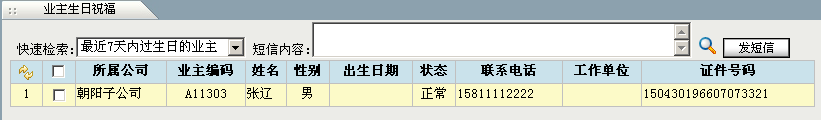 业主生日祝福
快速检索: 最近7天内过生日的业主 短信内容: 发短信
所属公司 业主编码 姓名 性别 出生日期 状态 联系电话 工作单位 证件号码
1 朝阳子公司 A11303 张辽 男 正常 15811112222 150430196607073321